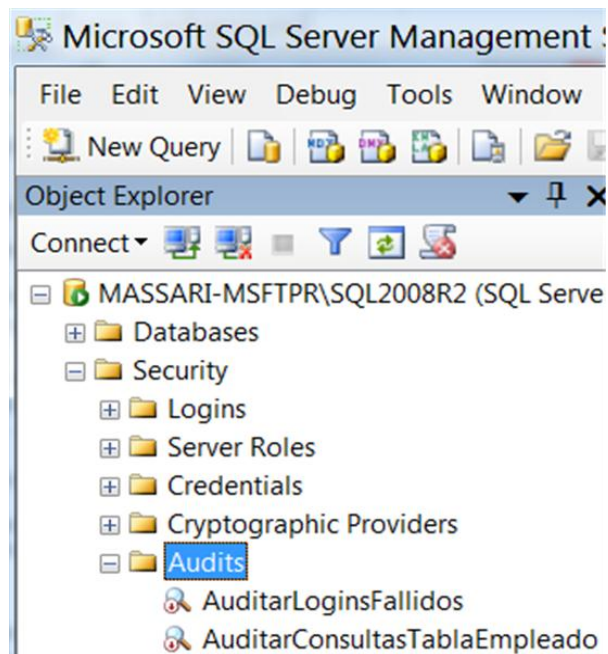 Microsoft SQL Server Management
File Edit View Debug Tools Window
New Query
Object Explorer
Connect
MASSARI-MSFTPR\SQL2008R2 (SQL Serve
Databases
Security
Logins
Server Roles
Credentials
Cryptographic Providers
Audits
AuditarLoginsFallidos
AuditarConsultasTablaEmpleado